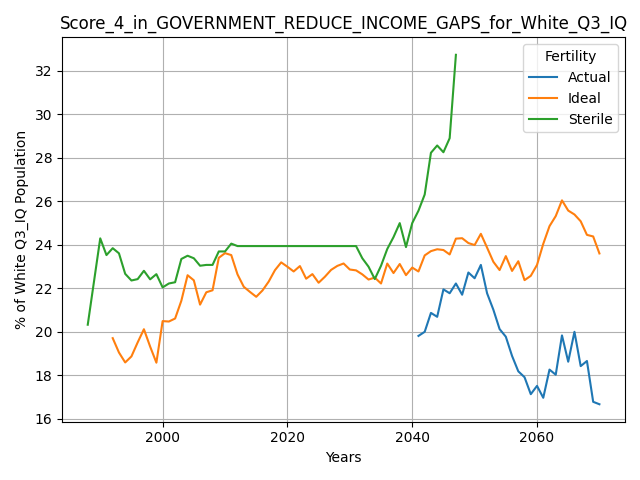 Score_4_in_GOVERNMENT_REDUCE_INCOME_GAPS_for_White_Q3_IQ
Fertility
Actual
Ideal
Sterile
% of White Q3_IQ Population
32
30
28
26
24
22
20
18
16
2000
2020
2040
2060
Years